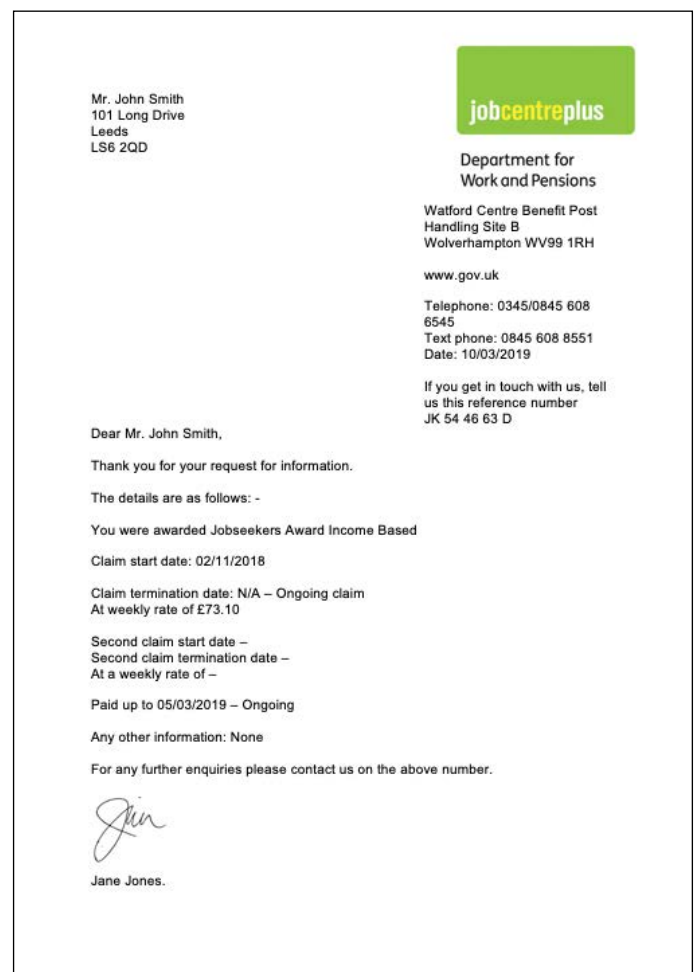 Mr. John Smith
101 Long Drive
Leeds
LS6 2QD
jobcentreplus
Department for
Work and Pensions
Watford Centre Benefit Post
Handling Site B
Wolverhampton WV99 1RH
www.gov.uk
Telephone: 0345/0845 608
6545
Text phone: 0845 608 8551
Date: 10/03/2019
If you get in touch with us, tell
us this reference number
JK 54 46 63 D
Dear Mr. John Smith,
Thank you for your request for information.
The details are as follows: -
You were awarded Jobseekers Award Income Based
Claim start date: 02/11/2018
Claim termination date: N/A – Ongoing claim
At weekly rate of £73.10
Second claim start date –
Second claim termination date –
At a weekly rate of –
Paid up to 05/03/2019 – Ongoing
Any other information: None
For any further enquiries please contact us on the above number.
Jane Jones.